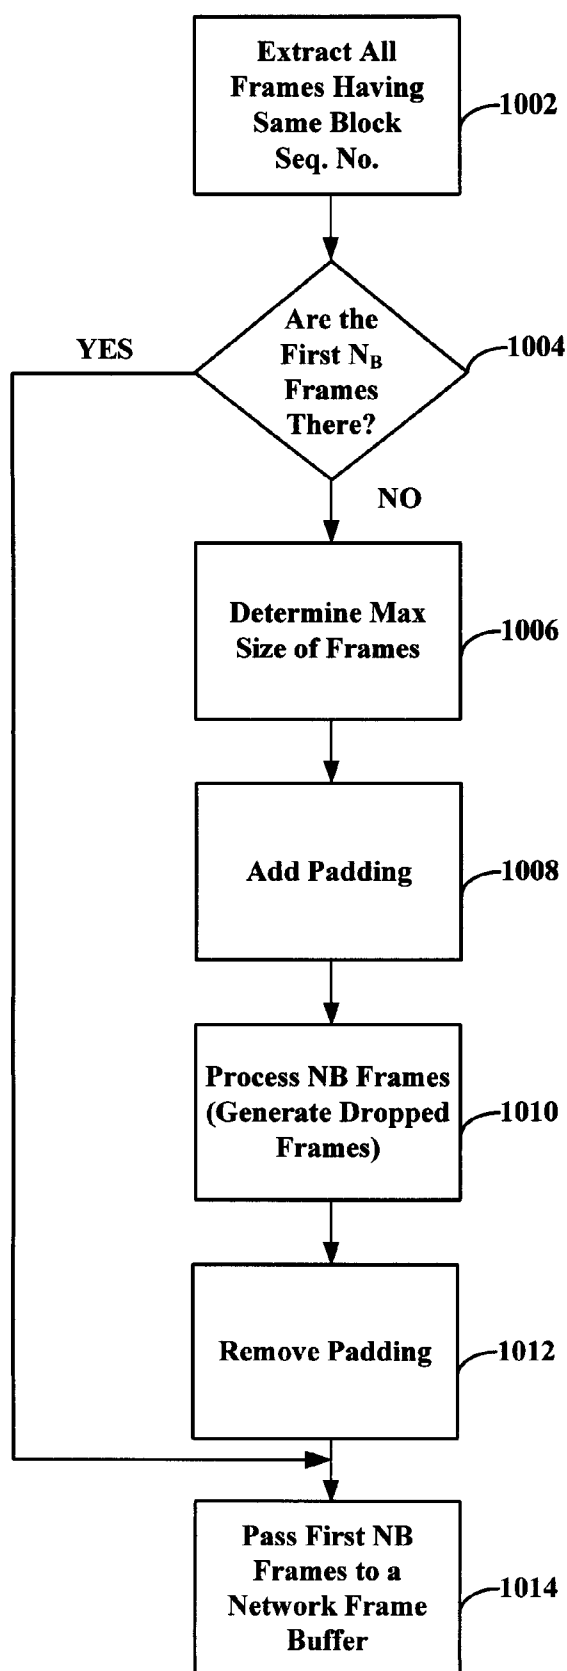 Extract All
Frames Having
Same Block
Seq. No.
1002
Are the
First N_B
Frames
There?
1004
YES
NO
Determine Max
Size of Frames
1006
Add Padding
1008
Process NB Frames
(Generate Dropped
Frames)
1010
Remove Padding
1012
Pass First NB
Frames to a
Network Frame
Buffer
1014